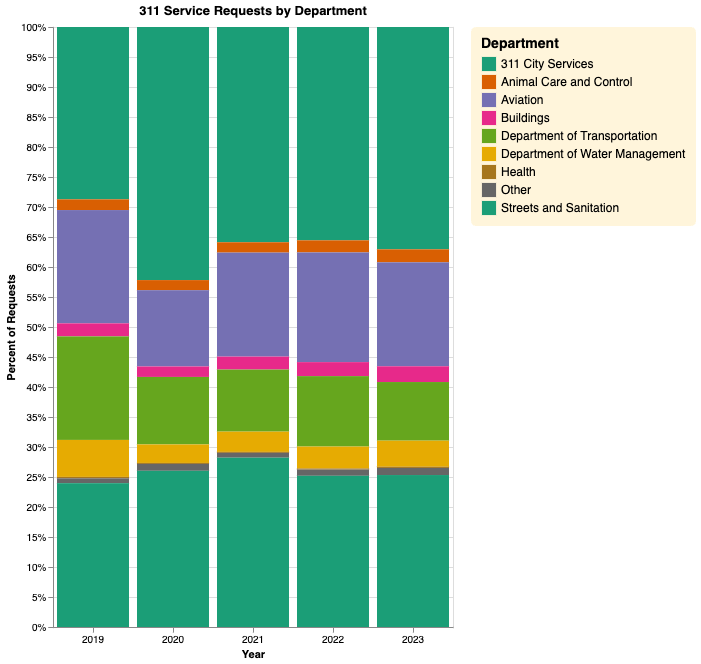 311 Service Requests by Department
100%
95%
90%
85%
80%
75%
70%
65%
60%
55%
50%
45%
40%
35%
30%
25%
20%
15%
10%
5%
0%
Percent of Requests
2019
2020
2021
2022
2023
Year
Department
311 City Services
Animal Care and Control
Aviation
Buildings
Department of Transportation
Department of Water Management
Health
Other
Streets and Sanitation